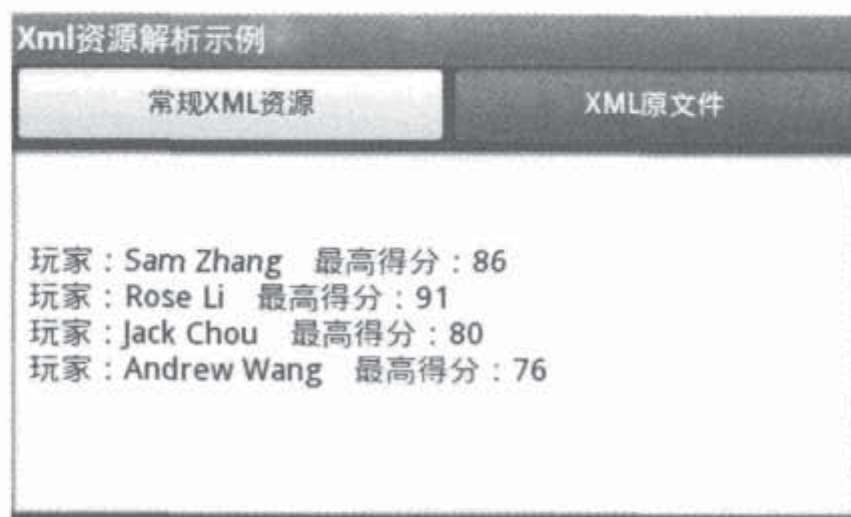 Xml资源解析示例
常规XML资源 XML原文件
玩家：Sam Zhang 最高得分：86
玩家：Rose Li 最高得分：91
玩家：Jack Chou 最高得分：80
玩家：Andrew Wang 最高得分：76